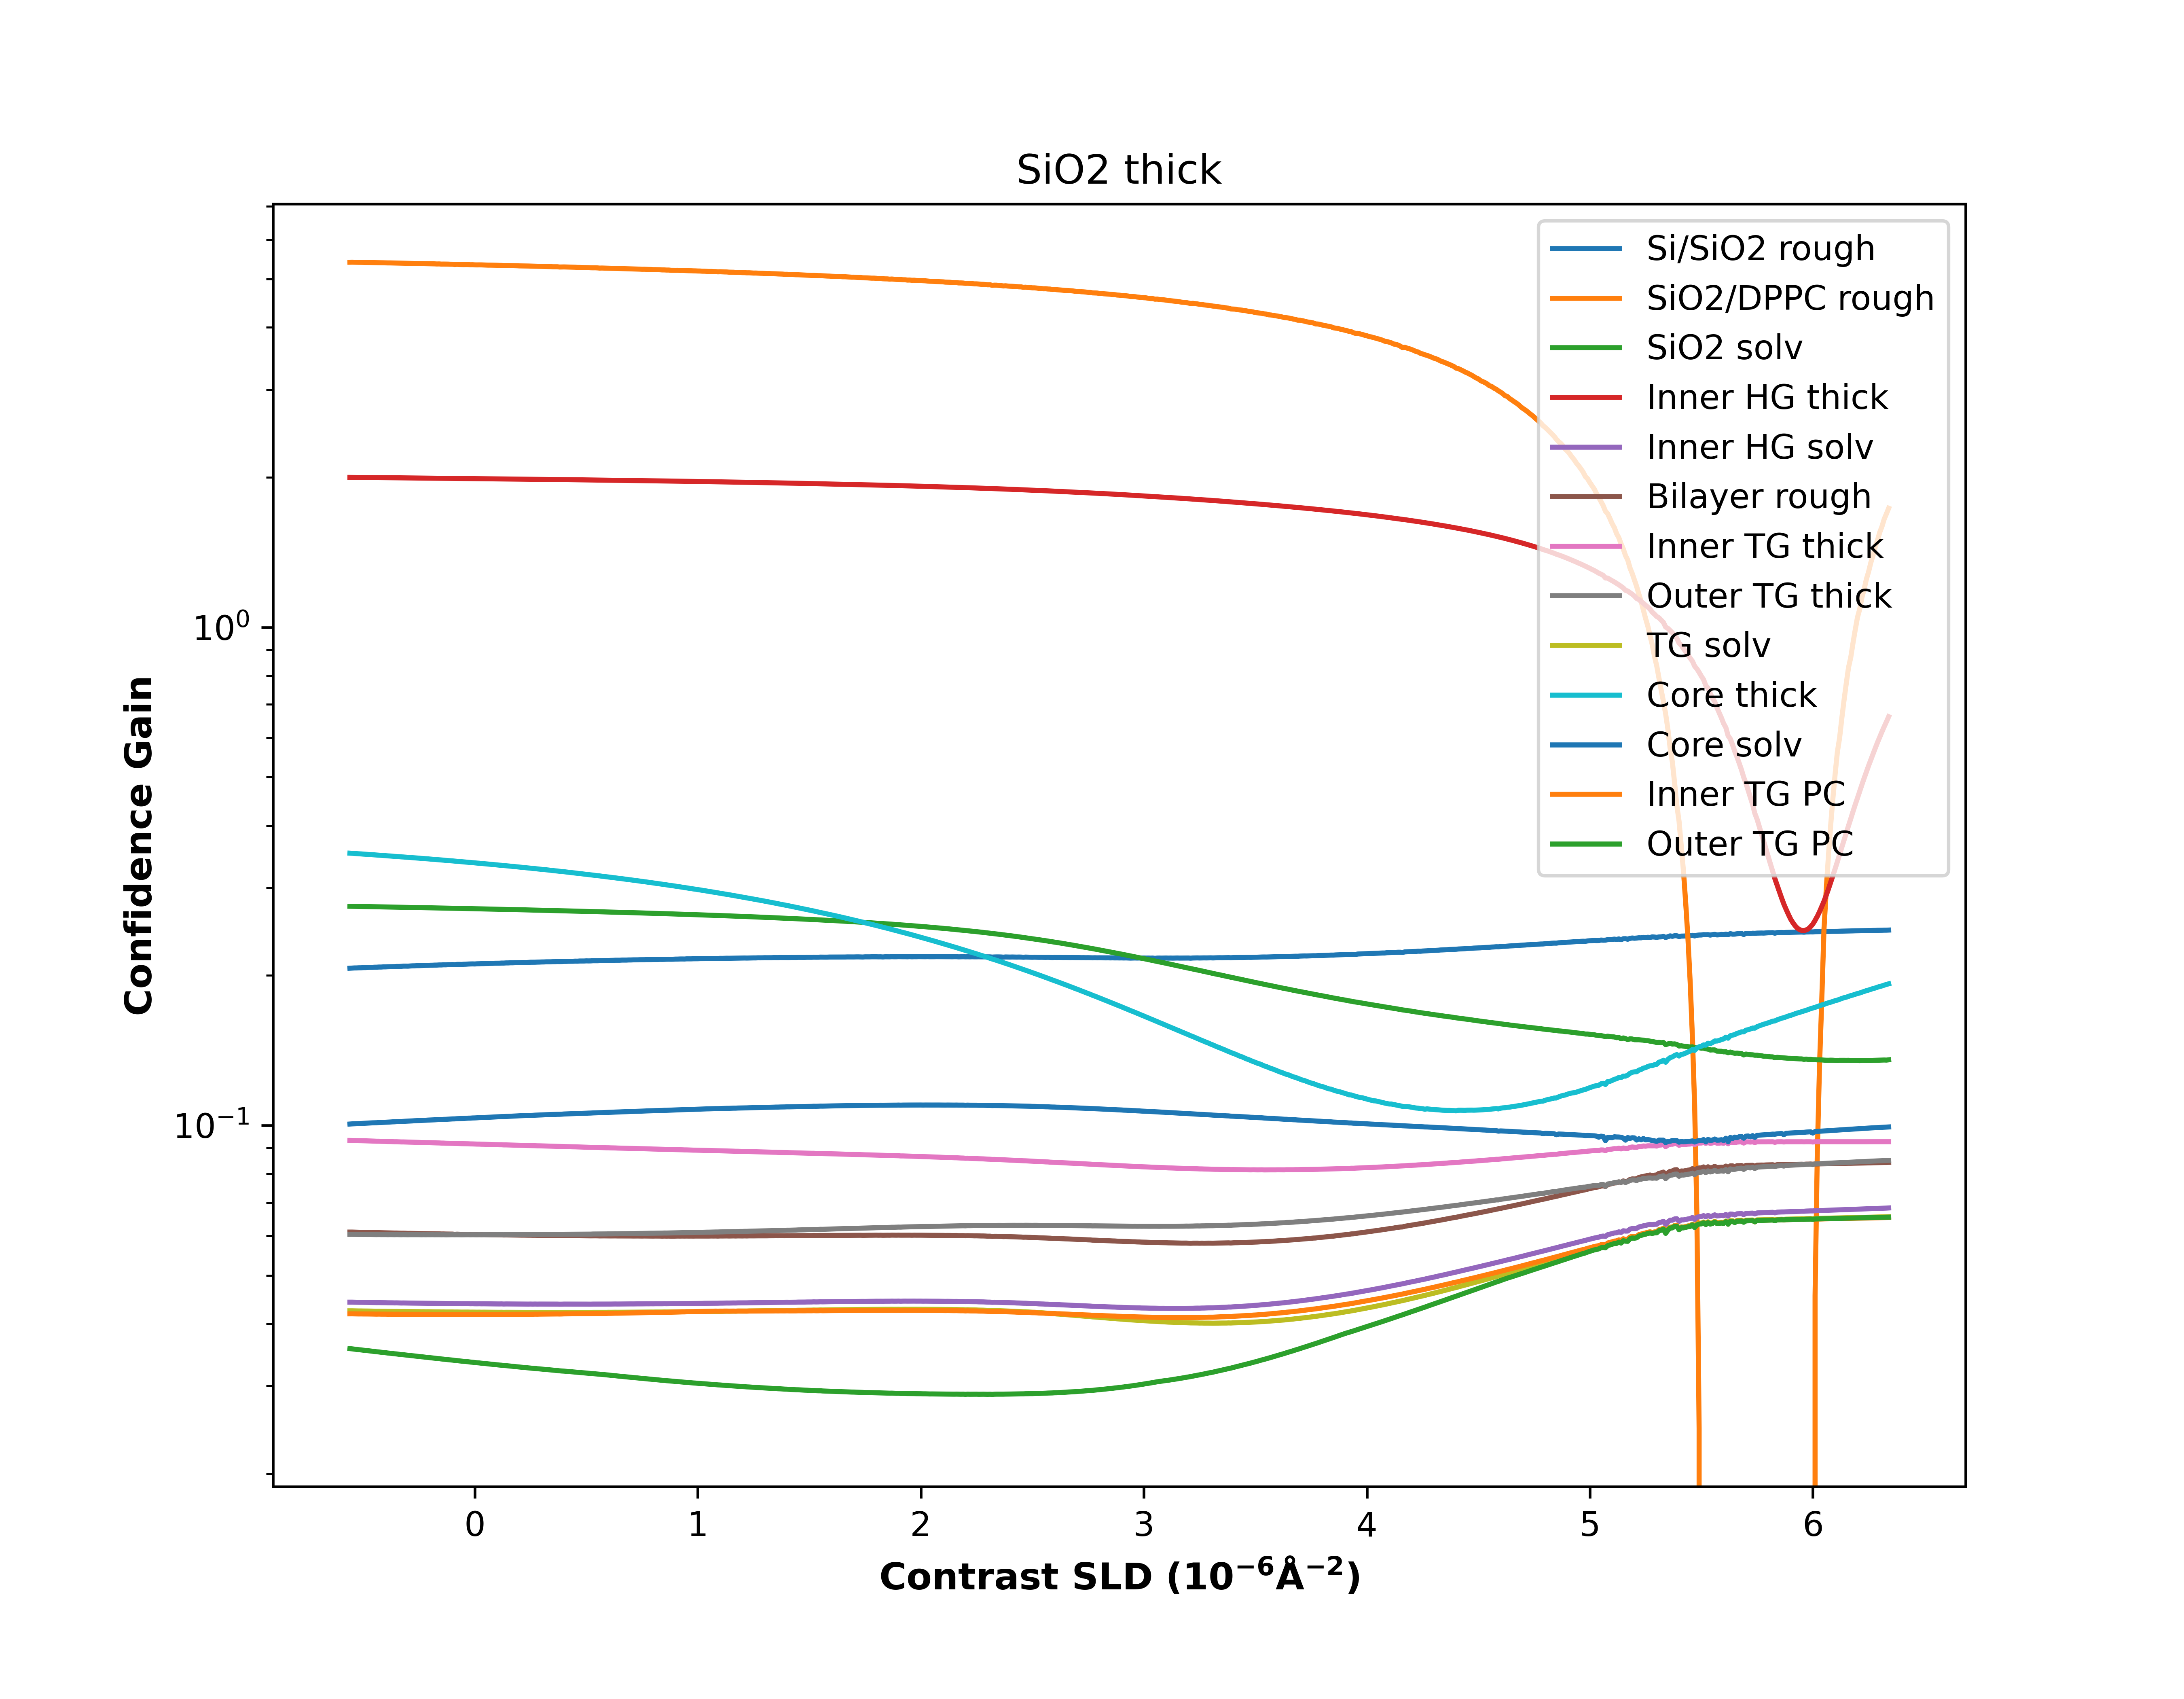 SiO2 thick
Si/SiO2 rough
SiO2/DPPC rough
SiO2 solv
Inner HG thick
Inner HG solv
Bilayer rough
Inner TG thick
Outer TG thick
TG solv
Core thick
Core solv
Inner TG PC
Outer TG PC
10⁰
10⁻¹
Confidence Gain
0 1 2 3 4 5 6
Contrast SLD (10⁻⁶Å⁻²)